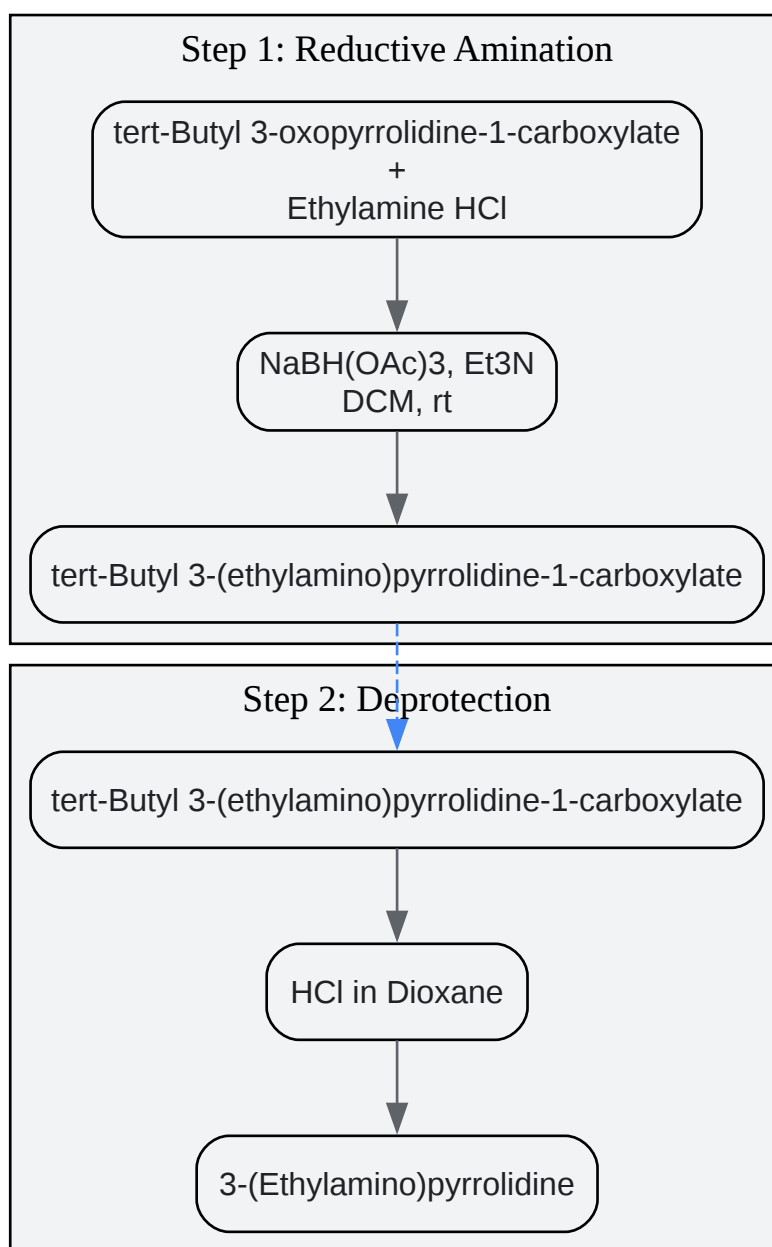 Step 1: Reductive Amination
tert-Butyl 3-oxopyrrolidine-1-carboxylate
+
Ethylamine HCl
NaBH(OAc)3, Et3N
DCM, rt
tert-Butyl 3-(ethylamino)pyrrolidine-1-carboxylate
Step 2: Deprotection
tert-Butyl 3-(ethylamino)pyrrolidine-1-carboxylate
HCl in Dioxane
3-(Ethylamino)pyrrolidine